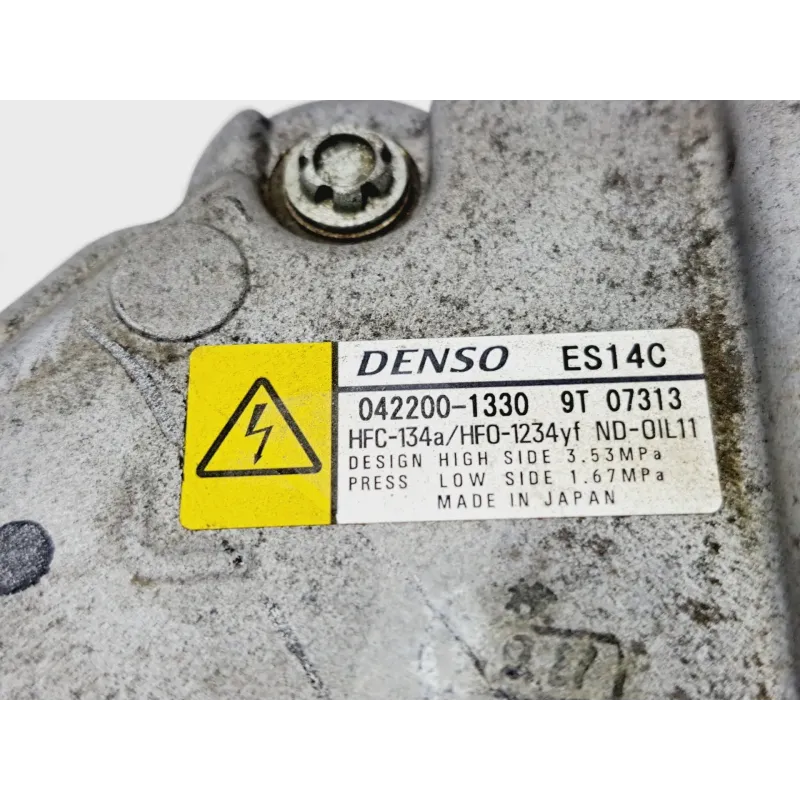 DENSO ES14C
042200-1330 9T 07313
HFC-134a/HFO-1234yf ND-OIL11
DESIGN HIGH SIDE 3.53MPa
PRESS LOW SIDE 1.67MPa
MADE IN JAPAN